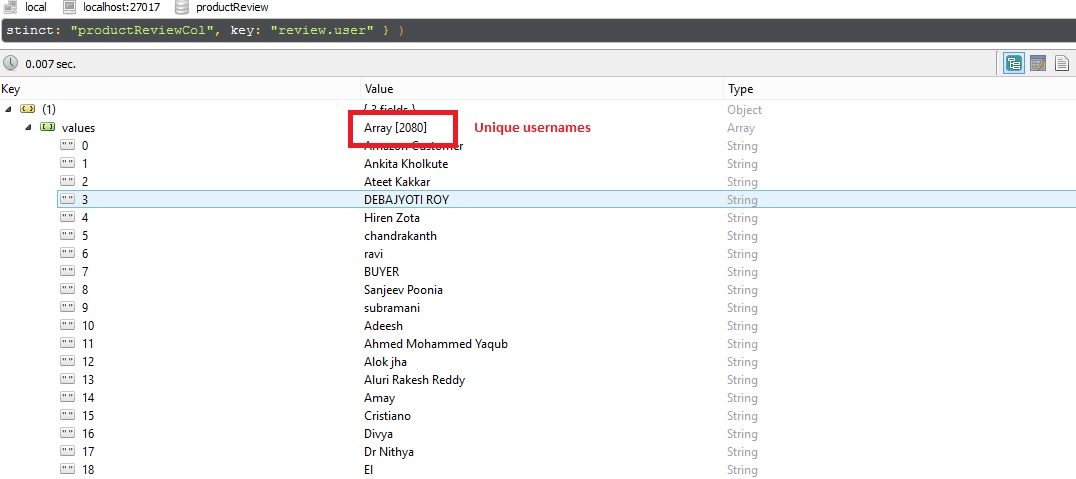 local localhost:27017 productReview
stinct: "productReviewCol", key: "review.user" } )
0.007 sec.
Key Value Type
(1) { 3 fields } Object
values Array [2080] Array
Unique usernames
0 Amazon Customer String
1 Ankita Kholkute String
2 Ateet Kakkar String
3 DEBAJYOTI ROY String
4 Hiren Zota String
5 chandrakanth String
6 ravi String
7 BUYER String
8 Sanjeev Poonia String
9 subramani String
10 Adeesh String
11 Ahmed Mohammed Yaqub String
12 Alok jha String
13 Aluri Rakesh Reddy String
14 Amay String
15 Cristiano String
16 Divya String
17 Dr Nithya String
18 El String